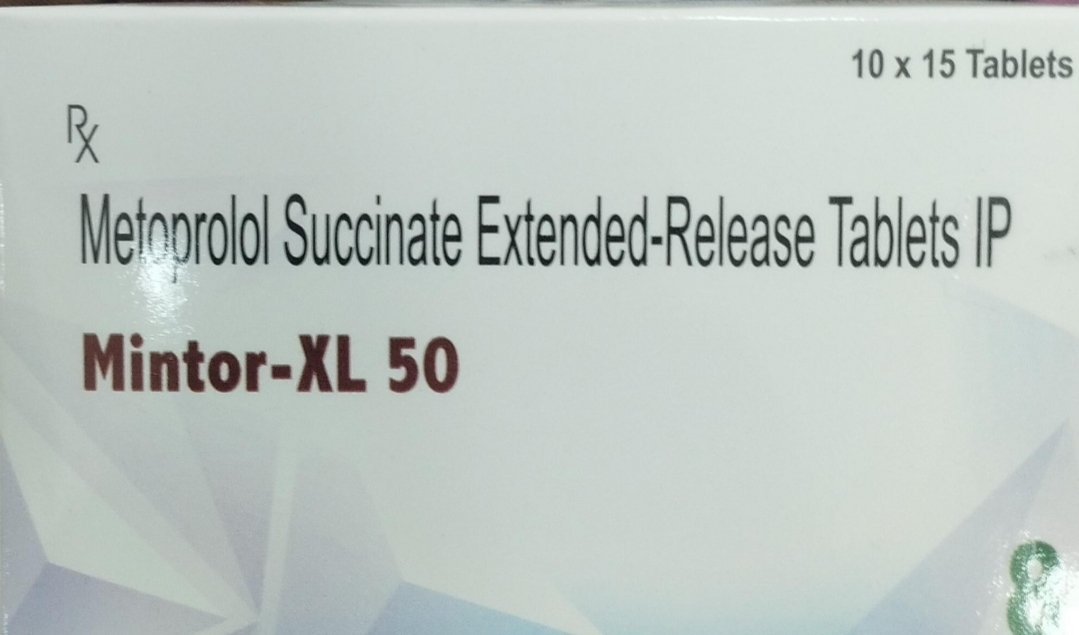 10 x 15 Tablets
Rx
Metoprolol Succinate Extended-Release Tablets IP
Mintor-XL 50